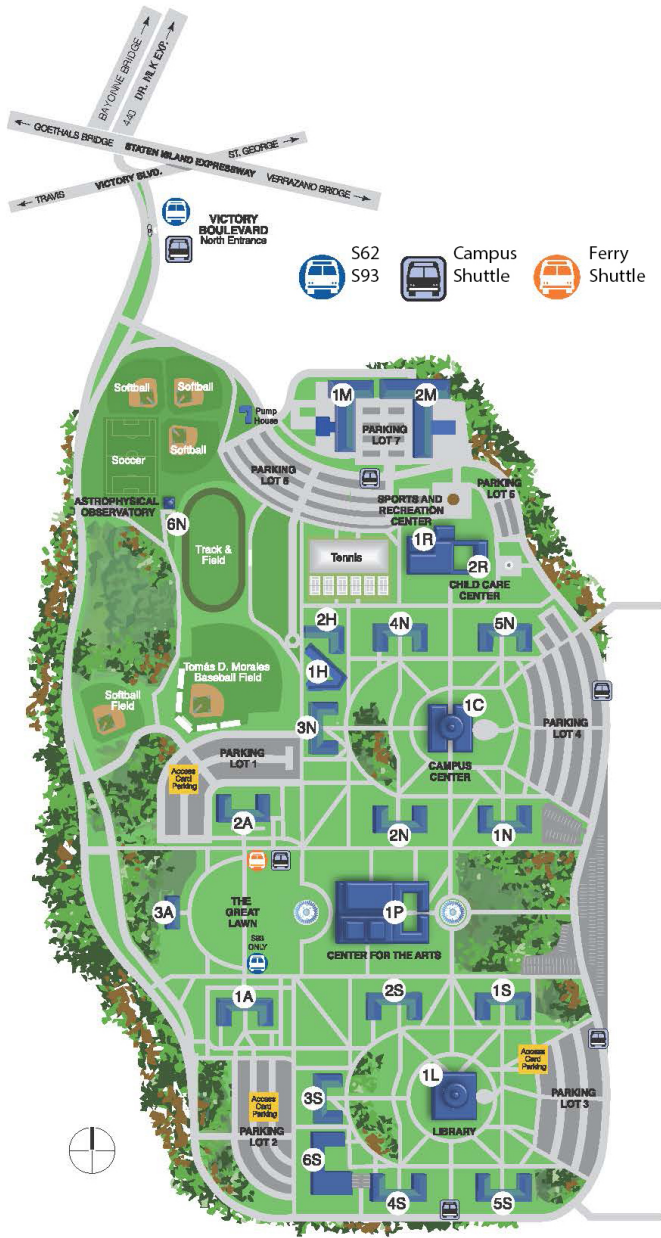 BAYONNE BRIDGE
440 DR. MLK EXP.
GOETHALS BRIDGE
STATEN ISLAND EXPRESSWAY
ST. GEORGE
VERRAZANO BRIDGE
TRAVIS
VICTORY BLVD.
VICTORY
BOULEVARD
North Entrance
S62
S93
Campus
Shuttle
Ferry
Shuttle
Softball
Softball
Pump
House
1M
2M
PARKING
LOT 7
Softball
Soccer
PARKING
LOT 6
PARKING
LOT 5
ASTROPHYSICAL
OBSERVATORY
6N
SPORTS AND
RECREATION
CENTER
1R
2R
CHILD CARE
CENTER
Track &
Field
Tennis
2H
4N
5N
1H
Tomás D. Morales
Baseball Field
Softball
Field
3N
1C
CAMPUS
CENTER
PARKING
LOT 4
PARKING
LOT 1
Access
Card
Parking
2A
2N
1N
3A
THE
GREAT
LAWN
1P
CENTER FOR THE ARTS
S93
ONLY
1A
2S
1S
Access
Card
Parking
1L
LIBRARY
PARKING
LOT 3
3S
Access
Card
Parking
PARKING
LOT 2
6S
4S
5S